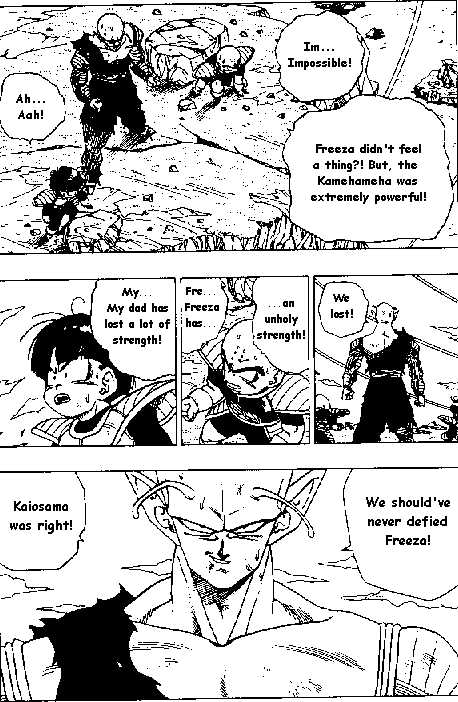 Im...
Impossible!
Ah...
Aah!
Freeza didn't feel
a thing?! But, the
Kamehameha was
extremely powerful!
My...
My dad has
lost a lot of
strength!
Fre...
Freeza
has...
...an
unholy
strength!
We
lost!
Kaiosama
was right!
We should've
never defied
Freeza!